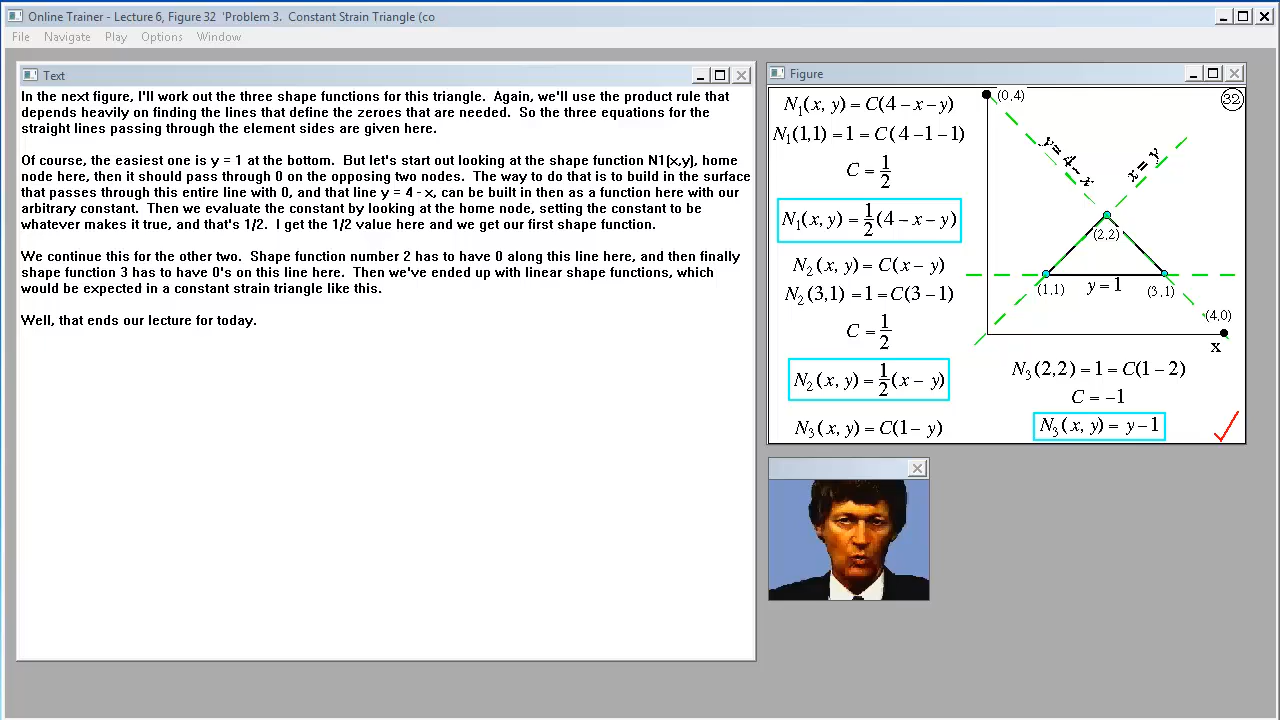 Online Trainer - Lecture 6, Figure 32 'Problem 3. Constant Strain Triangle (co
File Navigate Play Options Window
Text
In the next figure, I'll work out the three shape functions for this triangle. Again, we'll use the product rule that
depends heavily on finding the lines that define the zeroes that are needed. So the three equations for the
straight lines passing through the element sides are given here.
Of course, the easiest one is y = 1 at the bottom. But let's start out looking at the shape function N1(x,y), home
node here, then it should pass through 0 on the opposing two nodes. The way to do that is to build in the surface
that passes through this entire line with 0, and that line y = 4 - x, can be built in then as a function here with our
arbitrary constant. Then we evaluate the constant by looking at the home node, setting the constant to be
whatever makes it true, and that's 1/2. I get the 1/2 value here and we get our first shape function.
We continue this for the other two. Shape function number 2 has to have 0 along this line here, and then finally
shape function 3 has to have 0's on this line here. Then we've ended up with linear shape functions, which
would be expected in a constant strain triangle like this.
Well, that ends our lecture for today.
Figure
32
N₁(x, y) = C(4 − x − y)
N₁(1,1) = 1 = C(4 − 1 − 1)
C = 1/2
N₁(x, y) = 1/2(4 − x − y)
N₂(x, y) = C(x − y)
N₂(3,1) = 1 = C(3 − 1)
C = 1/2
N₂(x, y) = 1/2(x − y)
N₃(x, y) = C(1 − y)
(0,4)
y = 4 − x
x = y
(2,2)
(1,1)
y = 1
(3,1)
(4,0)
x
N₃(2,2) = 1 = C(1 − 2)
C = −1
N₃(x, y) = y − 1